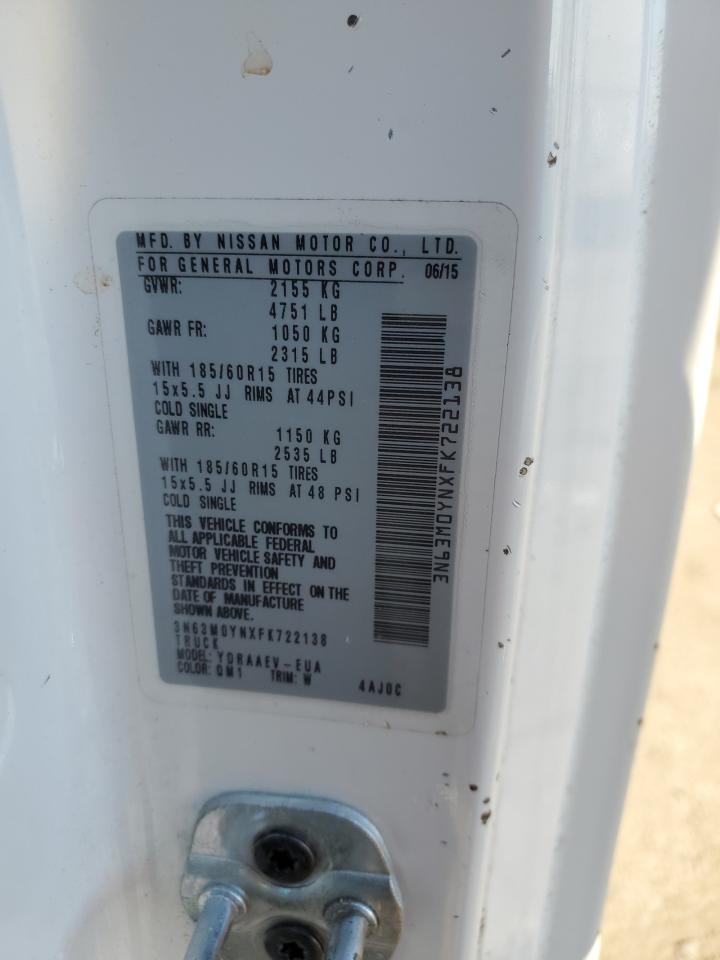 MFD. BY NISSAN MOTOR CO., LTD.
FOR GENERAL MOTORS CORP. 06/15
GVWR: 2155 KG
4751 LB
GAWR FR: 1050 KG
2315 LB
WITH 185/60R15 TIRES
15x5.5 JJ RIMS AT 44PSI
COLD SINGLE
GAWR RR: 1150 KG
2535 LB
WITH 185/60R15 TIRES
15x5.5 JJ RIMS AT 48 PSI
COLD SINGLE
THIS VEHICLE CONFORMS TO
ALL APPLICABLE FEDERAL
MOTOR VEHICLE SAFETY AND
THEFT PREVENTION
STANDARDS IN EFFECT ON THE
DATE OF MANUFACTURE
SHOWN ABOVE.
3N63M0YNXFK722138
TRUCK
MODEL: YDRAAEV-EUA
COLOR: QM1 TRIM: W 4AJ0C
3N63M0YNXFK722138